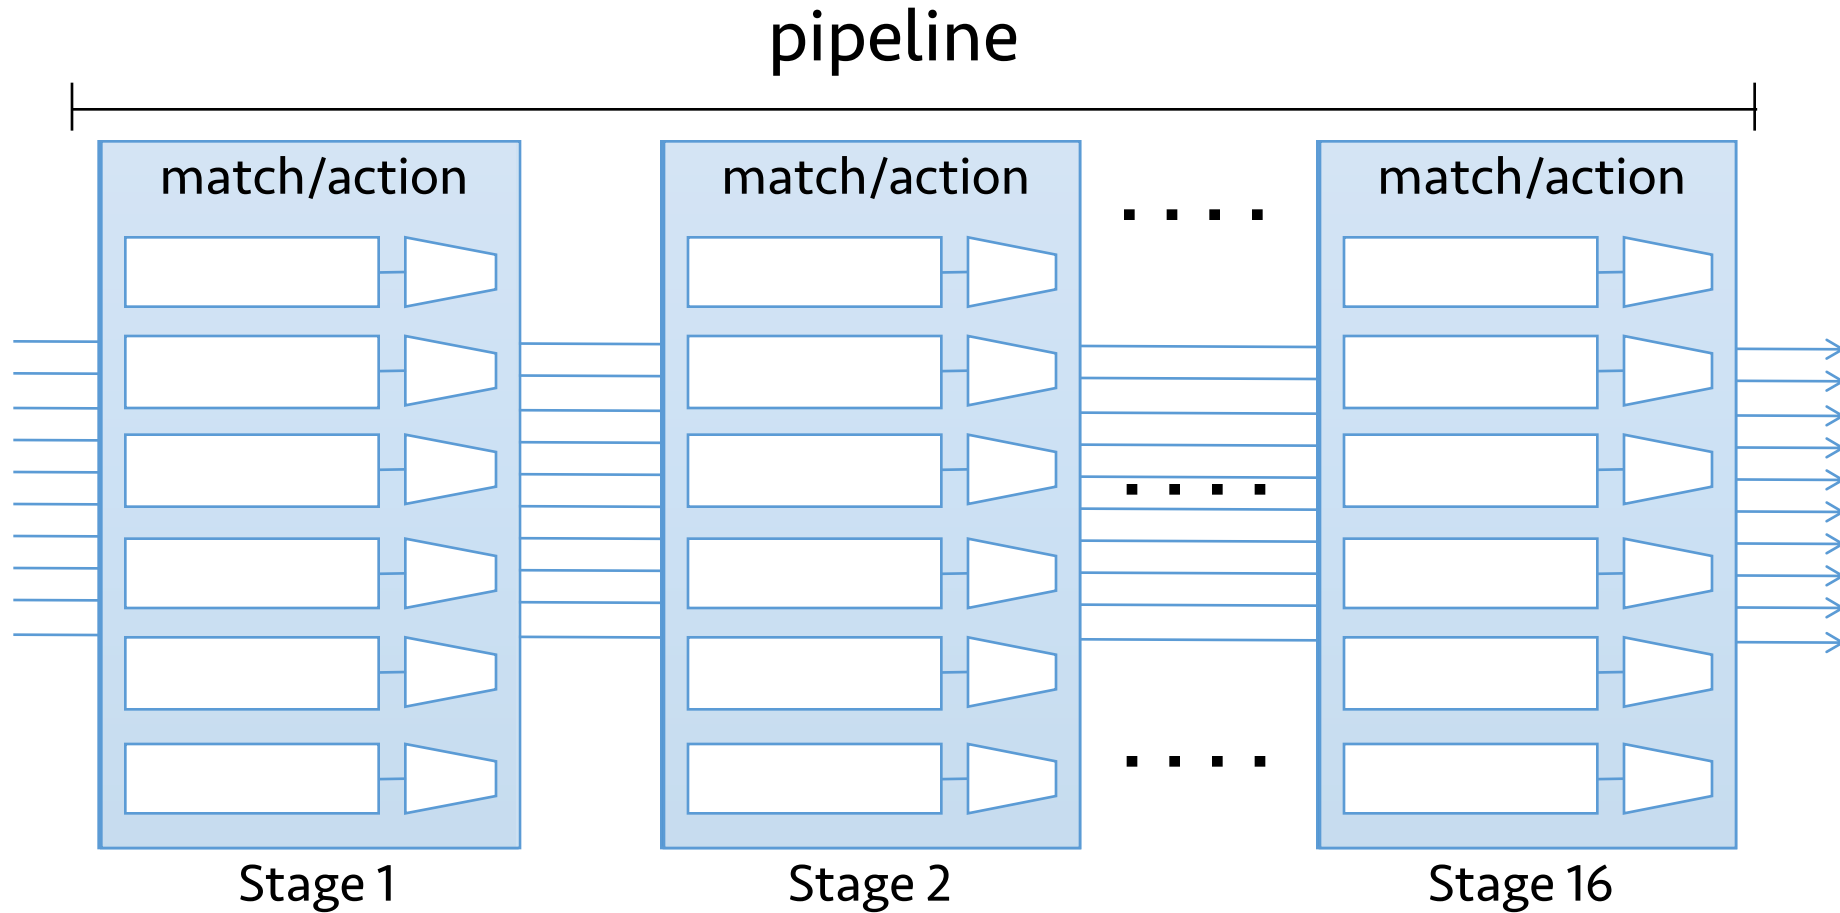 pipeline
match/action
match/action
match/action
Stage 1
Stage 2
Stage 16